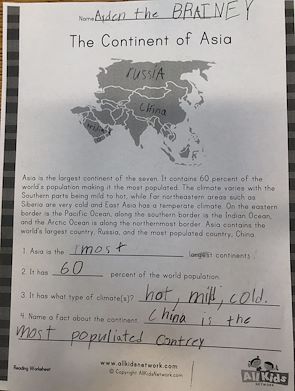 Name Aiden the BRAINEY
The Continent of Asia
russia
China
Asia is the largest continent of the seven. It contains 60 percent of the
world's population making it the most populated. The climate varies with the
Southern parts being mild to hot, while far northeastern areas such as
Siberia are very cold and East Asia has a temperate climate. On the eastern
border is the Pacific Ocean, along the southern border is the Indian Ocean,
and the Arctic Ocean is along the northernmost border. Asia contains the
world's largest country, Russia, and the most populated country, China.
1. Asia is the 1most largest continents.
2. It has 60 percent of the world population.
3. It has what type of climate(s)? hot, mild, cold.
4. Name a fact about the continent. China is the
most populiated contrey
Reading Worksheet
www.allkidsnetwork.com
© Copyright AllKidsNetwork.com
All Kids
NETWORK